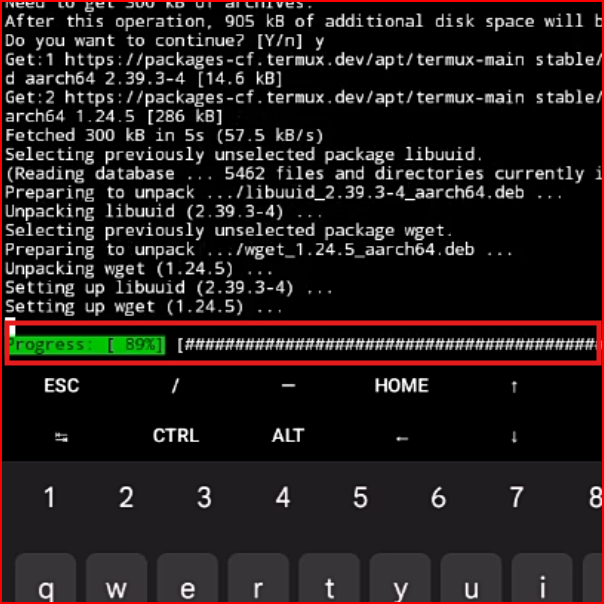 Need to get 300 kB of archives.
After this operation, 905 kB of additional disk space will b
Do you want to continue? [Y/n] y
Get:1 https://packages-cf.termux.dev/apt/termux-main stable/
d aarch64 2.39.3-4 [14.6 kB]
Get:2 https://packages-cf.termux.dev/apt/termux-main stable/
arch64 1.24.5 [286 kB]
Fetched 300 kB in 5s (57.5 kB/s)
Selecting previously unselected package libuuid.
(Reading database ... 5462 files and directories currently i
Preparing to unpack .../libuuid_2.39.3-4_aarch64.deb ...
Unpacking libuuid (2.39.3-4) ...
Selecting previously unselected package wget.
Preparing to unpack .../wget_1.24.5_aarch64.deb ...
Unpacking wget (1.24.5) ...
Setting up libuuid (2.39.3-4) ...
Setting up wget (1.24.5) ...
Progress: [ 89%] [##########################################
ESC / — HOME ↑
↹ CTRL ALT ← ↓
1 2 3 4 5 6 7 8
q w e r t y u i